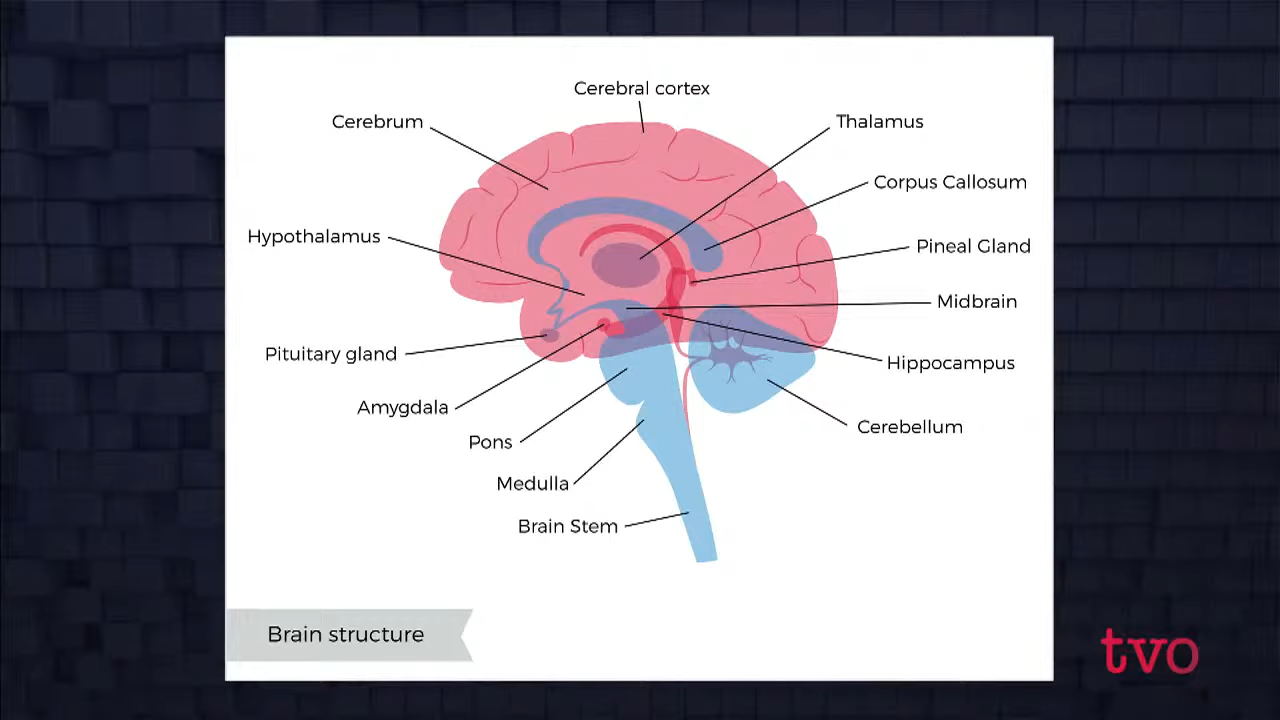 Cerebral cortex
Cerebrum
Thalamus
Corpus Callosum
Hypothalamus
Pineal Gland
Midbrain
Pituitary gland
Hippocampus
Amygdala
Cerebellum
Pons
Medulla
Brain Stem
Brain structure
tvo